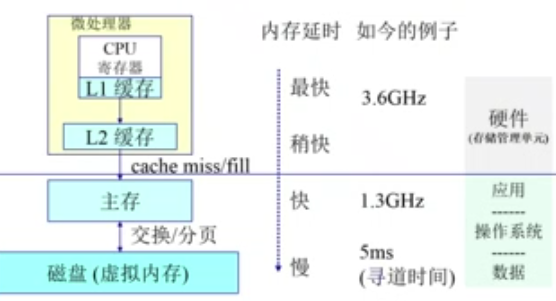 微处理器
内存延时 如今的例子
CPU
寄存器
L1 缓存
最快
3.6GHz
硬件
(存储管理单元)
L2 缓存
稍快
cache miss/fill
主存
快
1.3GHz
应用
------
操作系统
------
数据
交换/分页
磁盘 (虚拟内存)
慢
5ms
(寻道时间)